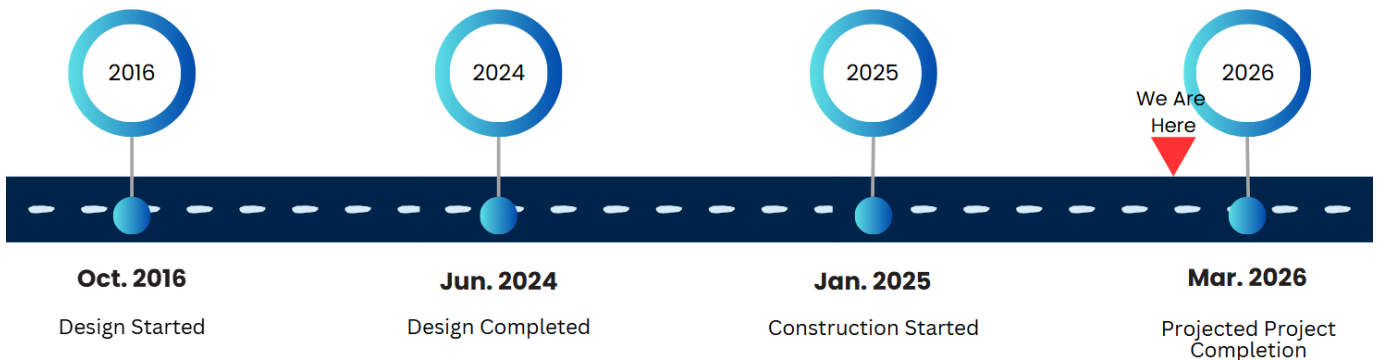 2016
2024
2025
2026
We Are
Here
Oct. 2016
Jun. 2024
Jan. 2025
Mar. 2026
Design Started
Design Completed
Construction Started
Projected Project
Completion